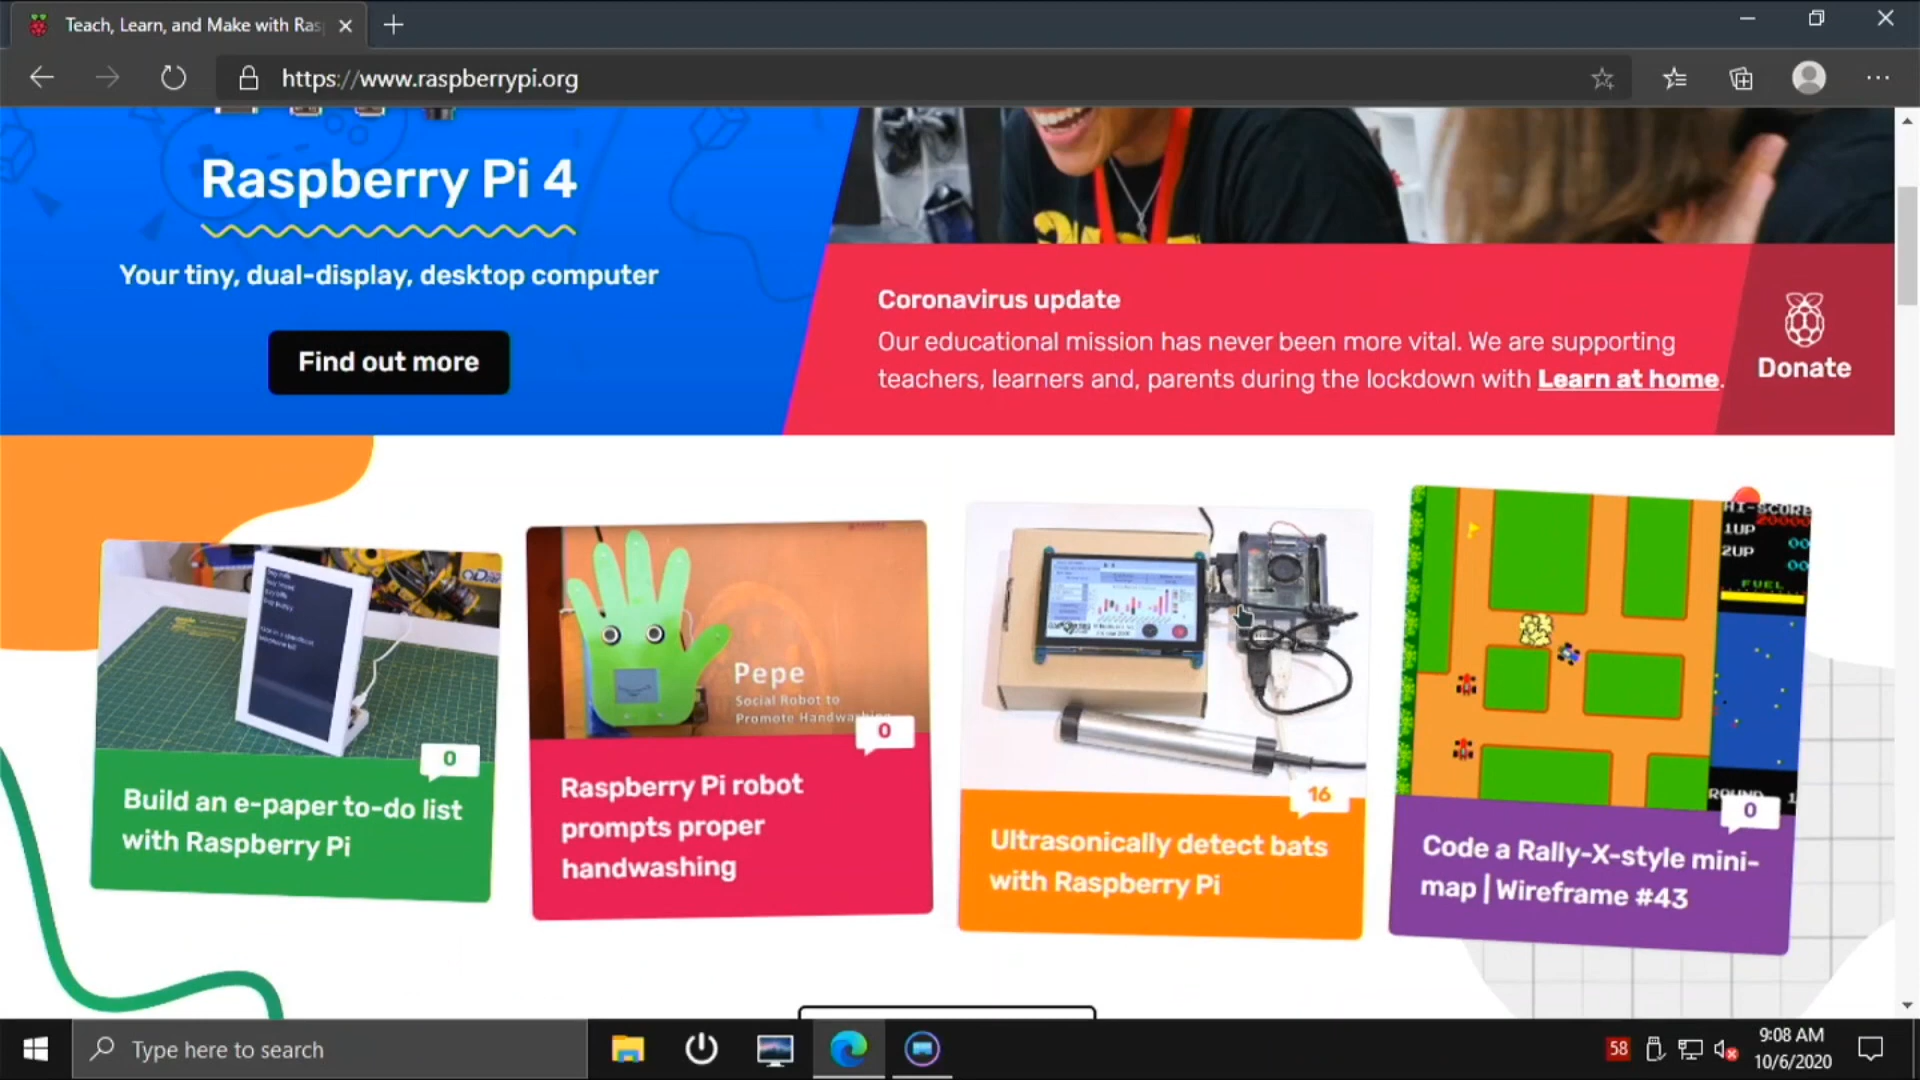 Teach, Learn, and Make with Ras
https://www.raspberrypi.org
Raspberry Pi 4
Your tiny, dual-display, desktop computer
Find out more
Coronavirus update
Our educational mission has never been more vital. We are supporting
teachers, learners and, parents during the lockdown with Learn at home.
Donate
0
Build an e-paper to-do list
with Raspberry Pi
Pepe
Social Robot to
Promote Handwashing
0
Raspberry Pi robot
prompts proper
handwashing
16
Ultrasonically detect bats
with Raspberry Pi
HI-SCORE
20000
1UP
00
2UP
00
FUEL
ROUND 1
0
Code a Rally-X-style mini-
map | Wireframe #43
Type here to search
58
9:08 AM
10/6/2020